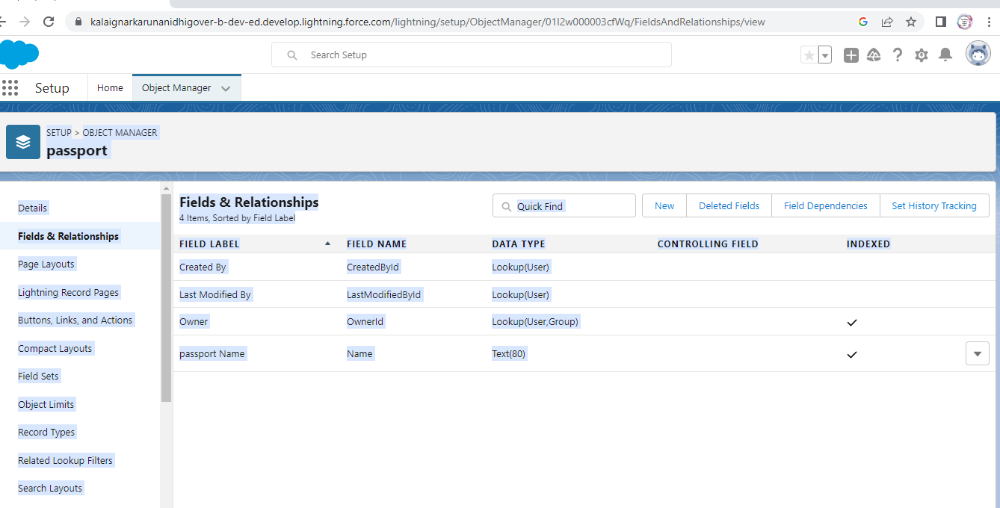 kalaignarkarunanidhigover-b-dev-ed.develop.lightning.force.com/lightning/setup/ObjectManager/01I2w000003cfWq/FieldsAndRelationships/view
Search Setup
Setup Home Object Manager
SETUP > OBJECT MANAGER
passport
Details
Fields & Relationships
Page Layouts
Lightning Record Pages
Buttons, Links, and Actions
Compact Layouts
Field Sets
Object Limits
Record Types
Related Lookup Filters
Search Layouts
Fields & Relationships
4 Items, Sorted by Field Label
Quick Find New Deleted Fields Field Dependencies Set History Tracking
FIELD LABEL FIELD NAME DATA TYPE CONTROLLING FIELD INDEXED
Created By CreatedById Lookup(User)
Last Modified By LastModifiedById Lookup(User)
Owner OwnerId Lookup(User,Group)
passport Name Name Text(80)